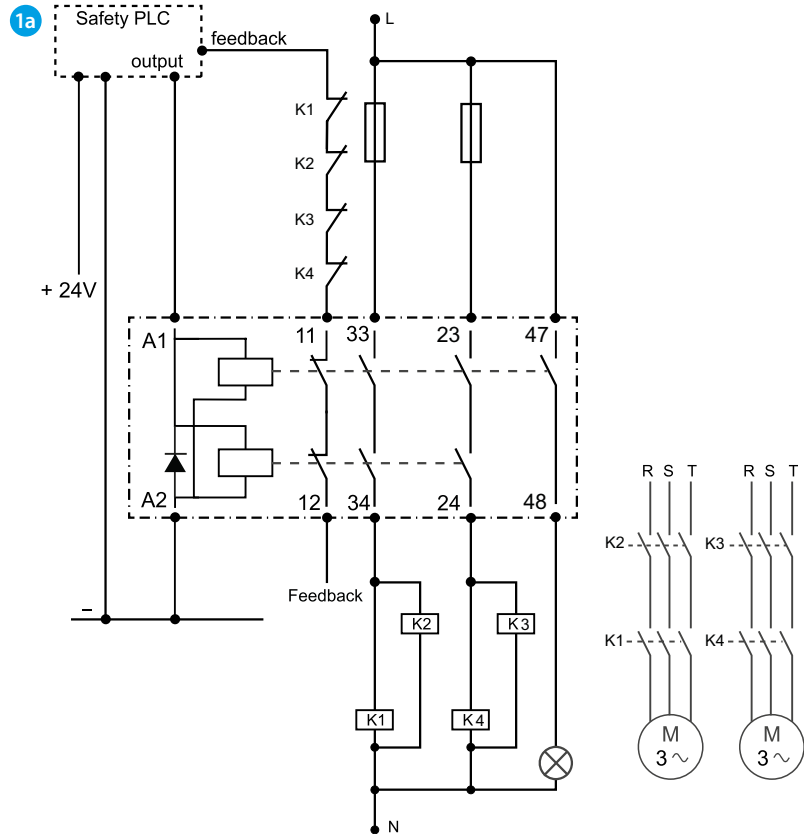 1a
Safety PLC
output
feedback
L
K1
K2
K3
K4
+ 24V
A1
11
33
23
47
A2
12
34
24
48
–
Feedback
K2
K3
K1
K4
N
R S T
R S T
K2
K3
K1
K4
M
3 ~
M
3 ~